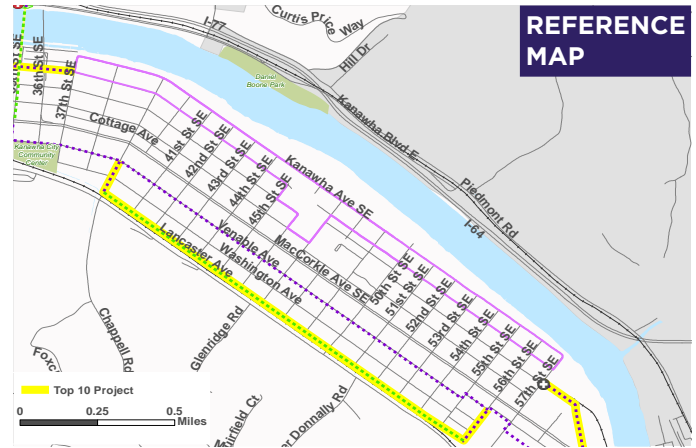 REFERENCE
MAP
Curtis Price
Way
I-77
Hill Dr
Daniel
Boone Park
Kanawha Blvd E
Piedmont Rd
I-64
36th St SE
37th St SE
Cottage Ave
Kanawha City
Community
Center
41st St SE
42nd St SE
43rd St SE
44th St SE
45th St SE
Kanawha Ave SE
Venable Ave
MacCorkle Ave SE
Washington Ave
Lancaster Ave
50th St SE
51st St SE
52nd St SE
53rd St SE
54th St SE
55th St SE
56th St SE
57th St SE
Chappell Rd
Glenridge Rd
Top 10 Project
0 0.25 0.5
Miles
Donnally Rd